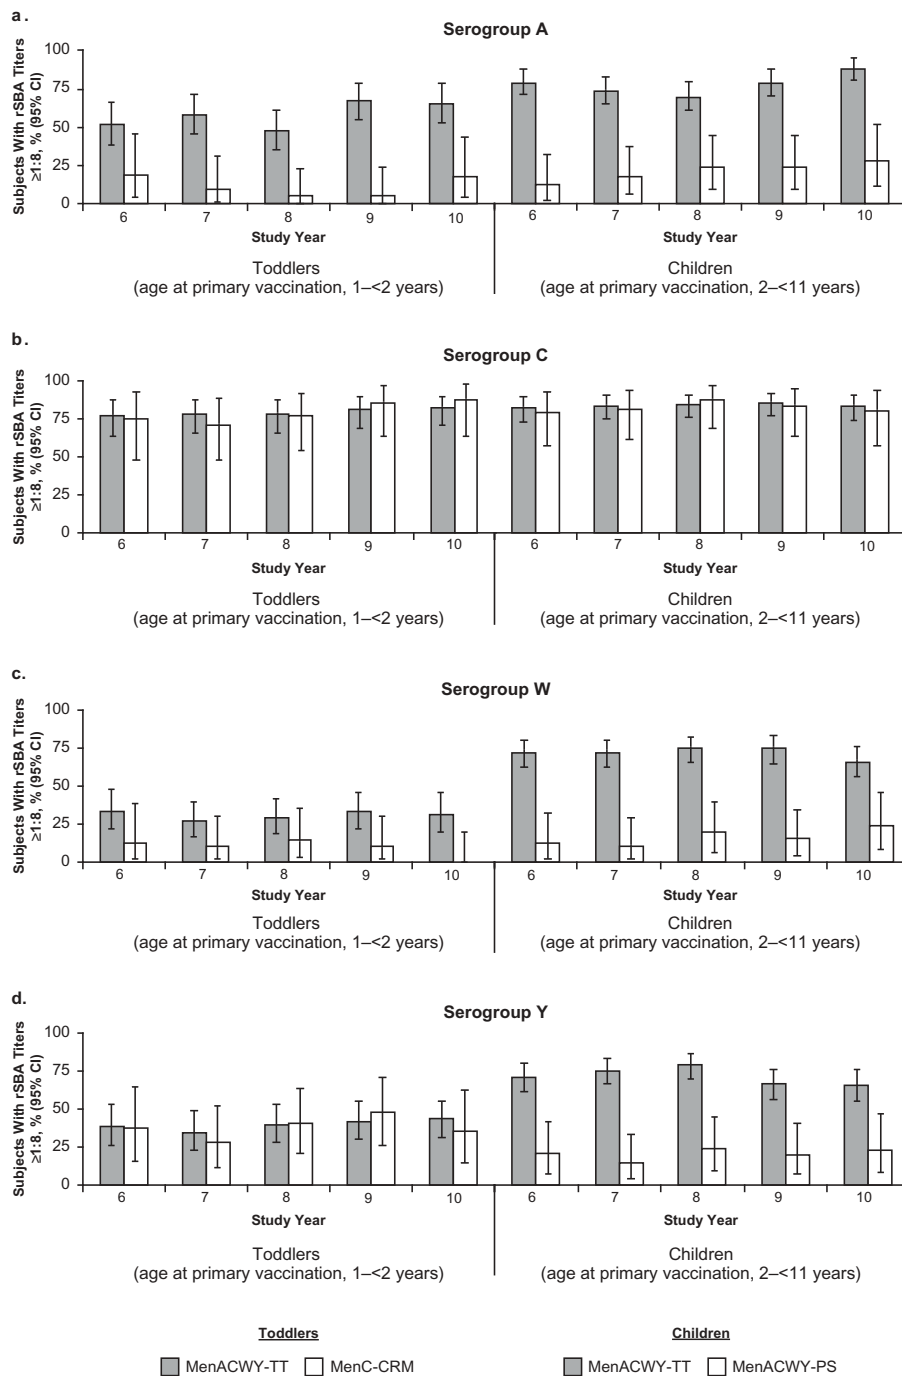 a.
Serogroup A
Subjects With rSBA Titers
≥1:8, % (95% CI)
100
75
50
25
0
6 7 8 9 10 6 7 8 9 10
Study Year Study Year
Toddlers Children
(age at primary vaccination, 1–<2 years) (age at primary vaccination, 2–<11 years)
b.
Serogroup C
Subjects With rSBA Titers
≥1:8, % (95% CI)
100
75
50
25
0
6 7 8 9 10 6 7 8 9 10
Study Year Study Year
Toddlers Children
(age at primary vaccination, 1–<2 years) (age at primary vaccination, 2–<11 years)
c.
Serogroup W
Subjects With rSBA Titers
≥1:8, % (95% CI)
100
75
50
25
0
6 7 8 9 10 6 7 8 9 10
Study Year Study Year
Toddlers Children
(age at primary vaccination, 1–<2 years) (age at primary vaccination, 2–<11 years)
d.
Serogroup Y
Subjects With rSBA Titers
≥1:8, % (95% CI)
100
75
50
25
0
6 7 8 9 10 6 7 8 9 10
Study Year Study Year
Toddlers Children
(age at primary vaccination, 1–<2 years) (age at primary vaccination, 2–<11 years)
Toddlers Children
MenACWY-TT MenC-CRM MenACWY-TT MenACWY-PS